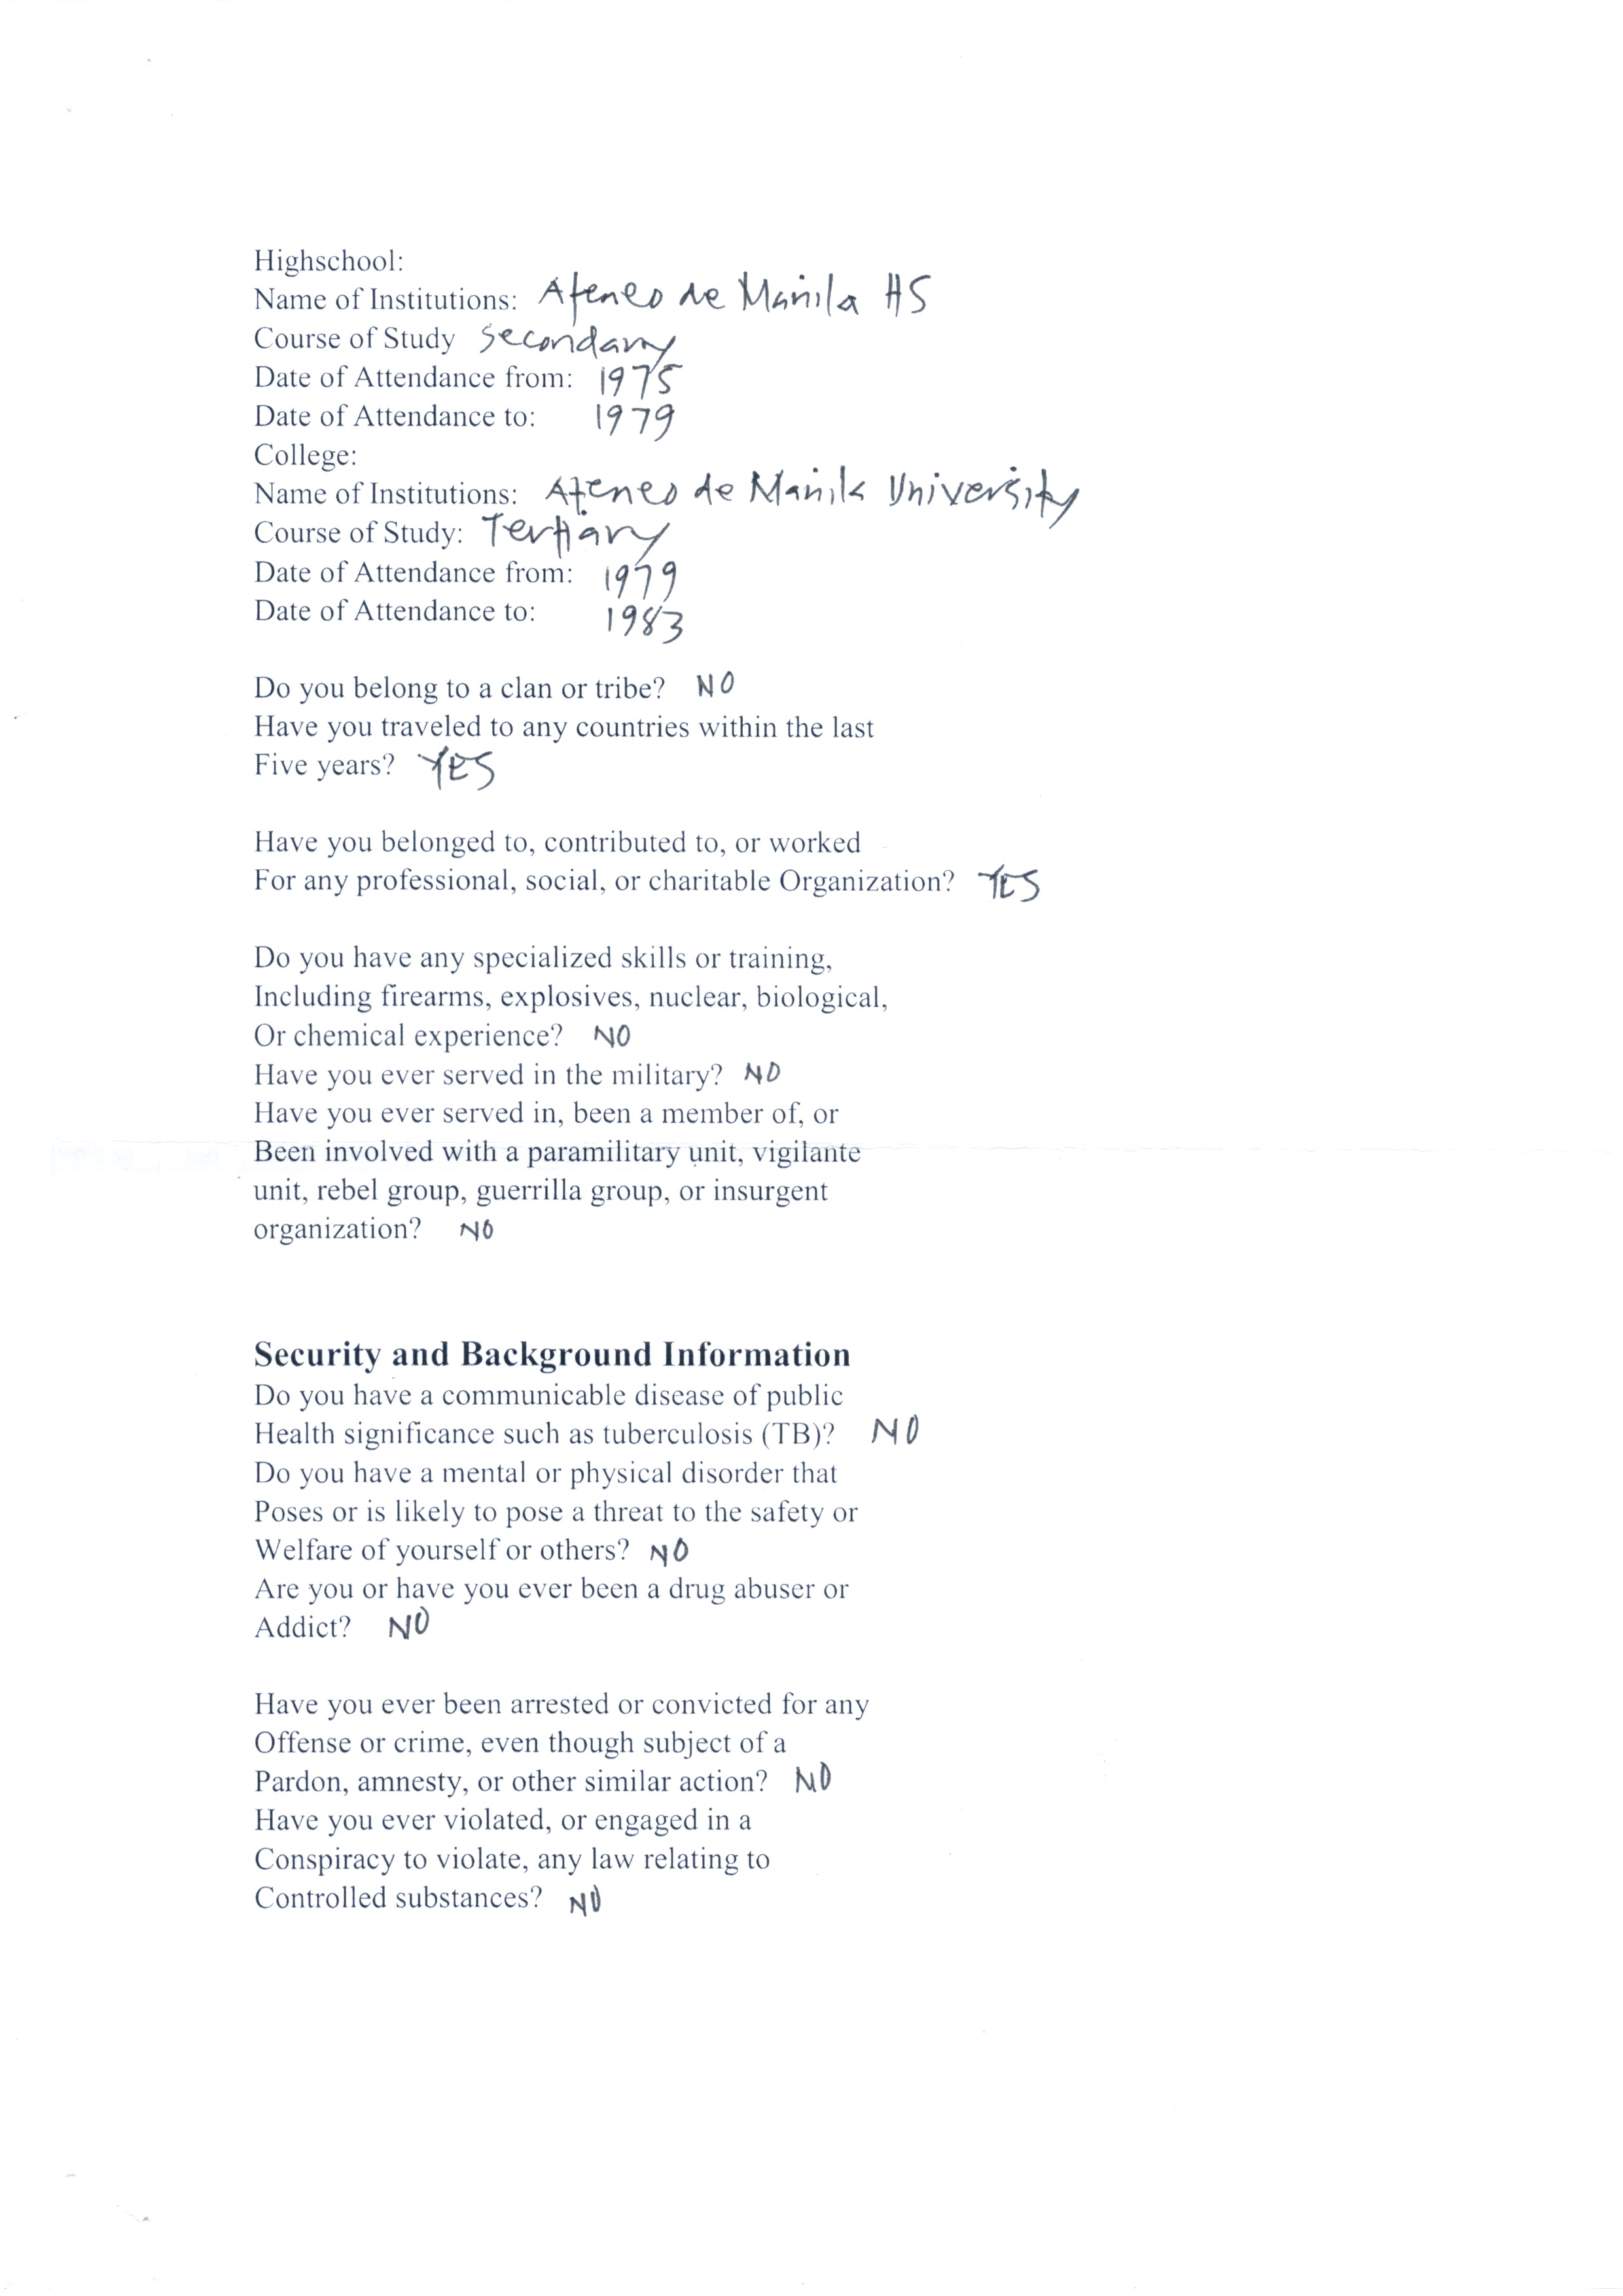 Highschool:
Name of Institutions: Ateneo de Manila HS
Course of Study Secondary
Date of Attendance from: 1975
Date of Attendance to: 1979
College:
Name of Institutions: Ateneo de Manila University
Course of Study: Tertiary
Date of Attendance from: 1979
Date of Attendance to: 1983
Do you belong to a clan or tribe? NO
Have you traveled to any countries within the last
Five years? YES
Have you belonged to, contributed to, or worked
For any professional, social, or charitable Organization? YES
Do you have any specialized skills or training,
Including firearms, explosives, nuclear, biological,
Or chemical experience? NO
Have you ever served in the military? NO
Have you ever served in, been a member of, or
Been involved with a paramilitary unit, vigilante
unit, rebel group, guerrilla group, or insurgent
organization? NO
Security and Background Information
Do you have a communicable disease of public
Health significance such as tuberculosis (TB)? NO
Do you have a mental or physical disorder that
Poses or is likely to pose a threat to the safety or
Welfare of yourself or others? NO
Are you or have you ever been a drug abuser or
Addict? NO
Have you ever been arrested or convicted for any
Offense or crime, even though subject of a
Pardon, amnesty, or other similar action? NO
Have you ever violated, or engaged in a
Conspiracy to violate, any law relating to
Controlled substances? NO